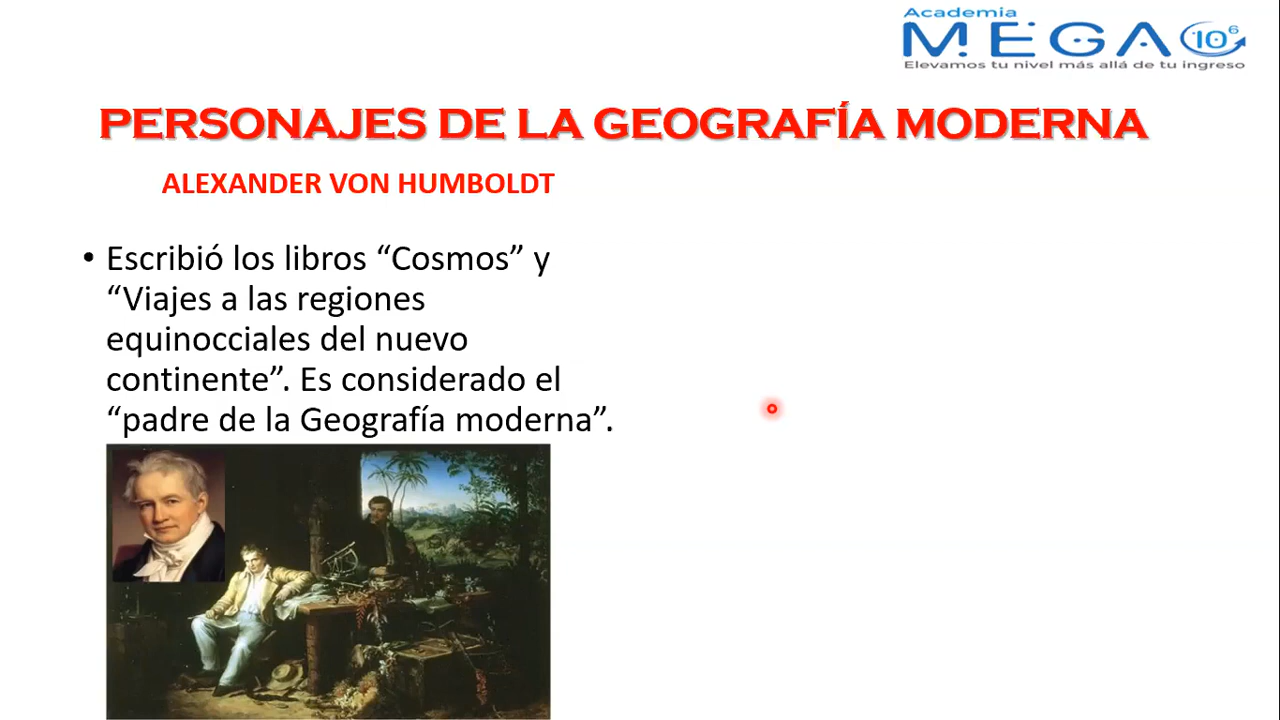 Academia
MEGA 10⁶
Elevamos tu nivel más allá de tu ingreso
PERSONAJES DE LA GEOGRAFÍA MODERNA
ALEXANDER VON HUMBOLDT
• Escribió los libros “Cosmos” y
“Viajes a las regiones
equinocciales del nuevo
continente”. Es considerado el
“padre de la Geografía moderna”.